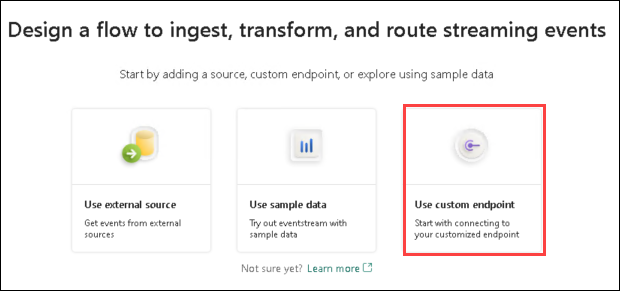 Design a flow to ingest, transform, and route streaming events
Start by adding a source, custom endpoint, or explore using sample data
Use external source
Get events from external
sources
Use sample data
Try out eventstream with
sample data
Use custom endpoint
Start with connecting to
your customized endpoint
Not sure yet? Learn more